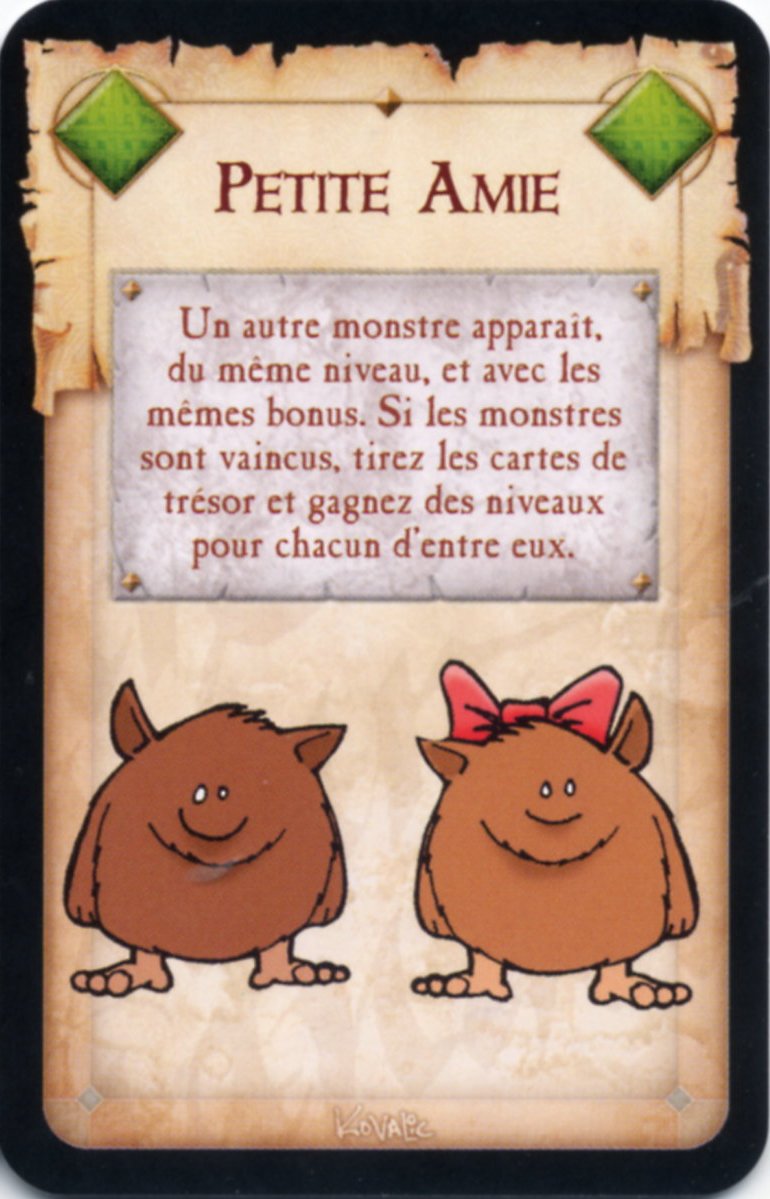 Petite Amie
Un autre monstre apparaît,
du même niveau, et avec les
mêmes bonus. Si les monstres
sont vaincus, tirez les cartes de
trésor et gagnez des niveaux
pour chacun d'entre eux.
Kovalic